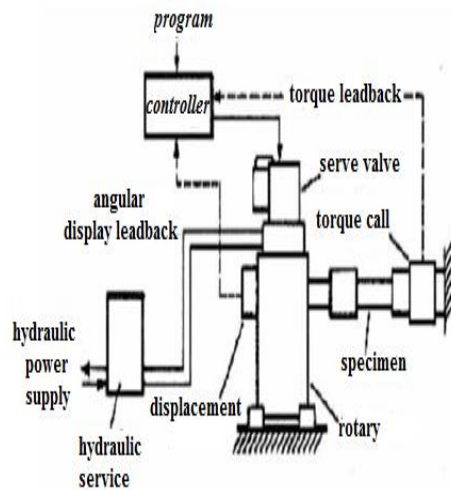 program
controller
torque leadback
serve valve
angular
display leadback
torque call
hydraulic
power
supply
specimen
displacement
rotary
hydraulic
service